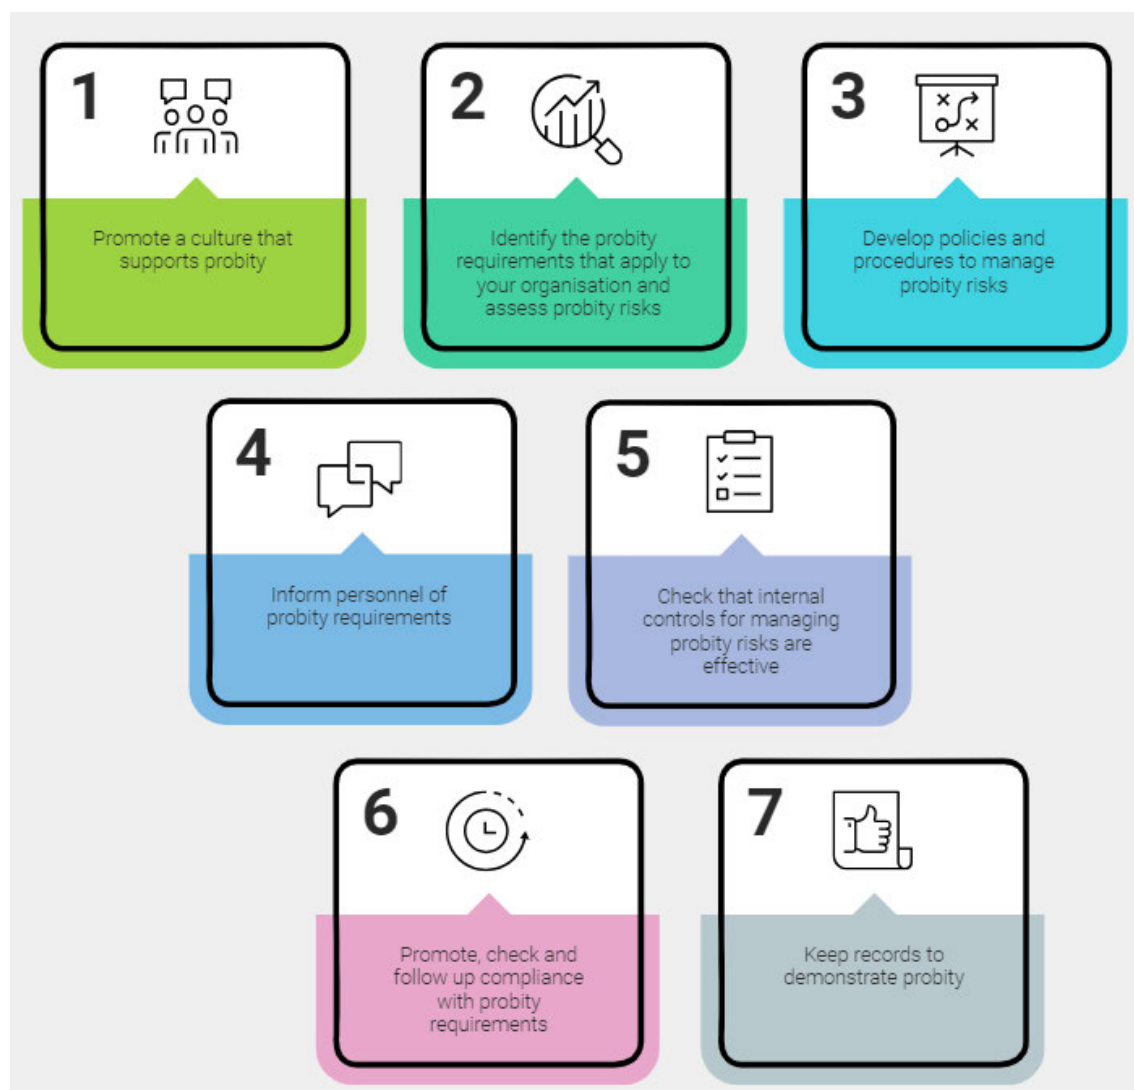 1
Promote a culture that
supports probity
2
Identify the probity
requirements that apply to
your organisation and
assess probity risks
3
Develop policies and
procedures to manage
probity risks
4
Inform personnel of
probity requirements
5
Check that internal
controls for managing
probity risks are
effective
6
Promote, check and
follow up compliance
with probity
requirements
7
Keep records to
demonstrate probity